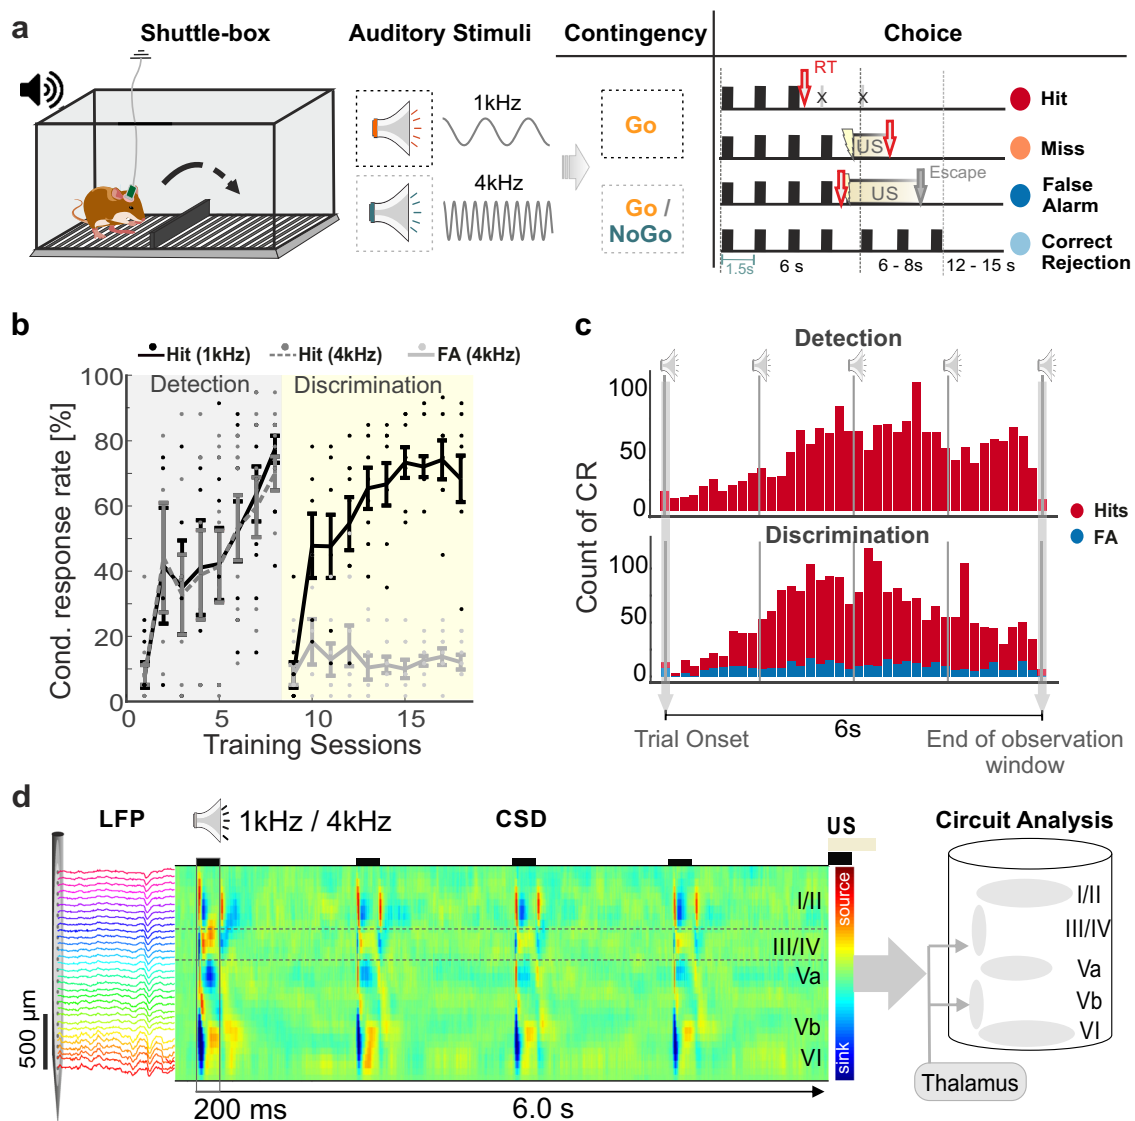 a
Shuttle-box
Auditory Stimuli
Contingency
Choice
1kHz
4kHz
Go
Go /
NoGo
RT
x
x
US
US
Escape
Hit
Miss
False
Alarm
Correct
Rejection
1.5s
6 s
6 - 8s
12 - 15 s
b
Hit (1kHz)
Hit (4kHz)
FA (4kHz)
Detection
Discrimination
Cond. response rate [%]
100
80
60
40
20
0
0
5
10
15
Training Sessions
c
Detection
100
50
0
Count of CR
Hits
FA
Discrimination
100
50
0
6s
Trial Onset
End of observation
window
d
LFP
1kHz / 4kHz
CSD
US
Circuit Analysis
500 µm
I/II
III/IV
Va
Vb
VI
source
sink
I/II
III/IV
Va
Vb
VI
Thalamus
200 ms
6.0 s